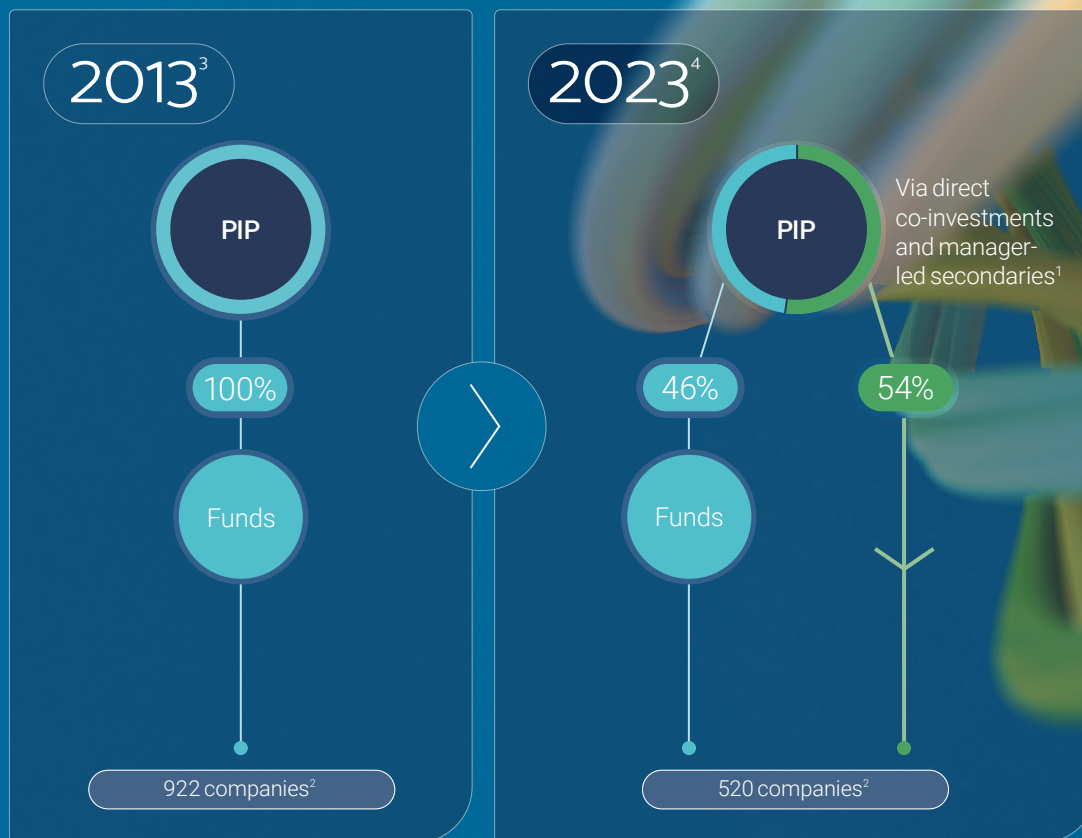 2013³
PIP
100%
Funds
922 companies²
2023⁴
PIP
Via direct
co-investments
and manager-
led secondaries¹
46%
54%
Funds
520 companies²